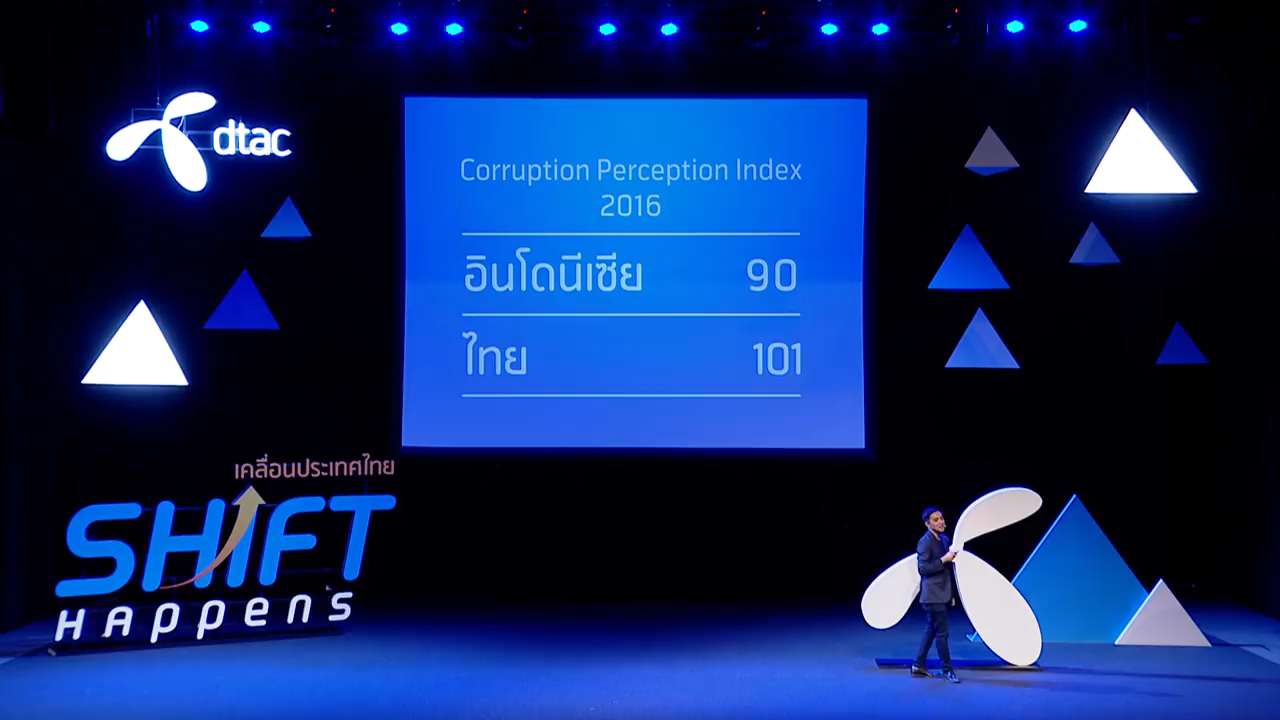 dtac
Corruption Perception Index
2016
อินโดนีเซีย 90
ไทย 101
เคลื่อนประเทศไทย
SHIFT
HAppen's